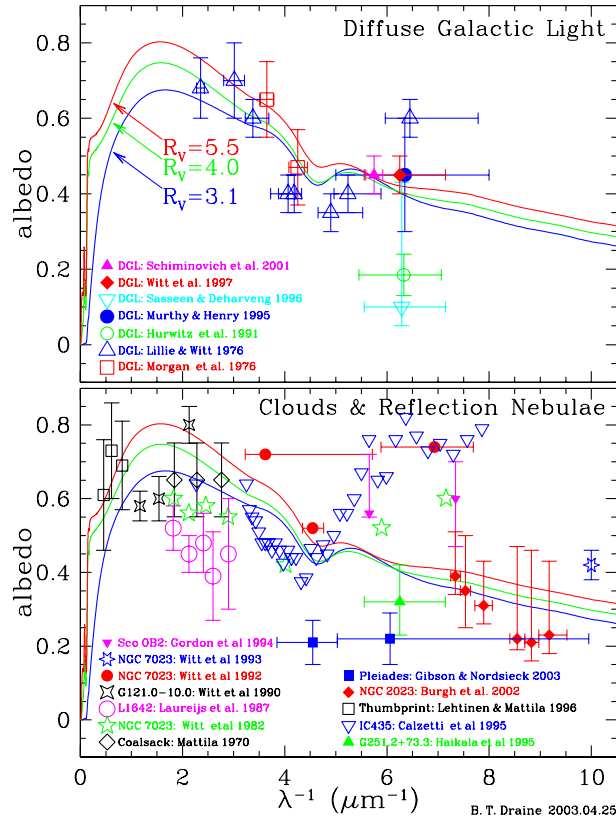 Diffuse Galactic Light
0.8
0.6
0.4
0.2
0
albedo
R_V=5.5
R_V=4.0
R_V=3.1
DGL: Schiminovich et al. 2001
DGL: Witt et al. 1997
DGL: Sasseen & Deharveng 1996
DGL: Murthy & Henry 1995
DGL: Hurwitz et al. 1991
DGL: Lillie & Witt 1976
DGL: Morgan et al. 1976
Clouds & Reflection Nebulae
0.8
0.6
0.4
0.2
0
albedo
Sco OB2: Gordon et al 1994
NGC 7023: Witt et al 1993
NGC 7023: Witt et al 1992
G121.0-10.0: Witt et al 1990
L1642: Laureijs et al. 1987
NGC 7023: Witt et al 1982
Coalsack: Mattila 1970
Pleiades: Gibson & Nordsieck 2003
NGC 2023: Burgh et al. 2002
Thumbprint: Lehtinen & Mattila 1996
IC435: Calzetti et al 1995
G251.2+73.3: Haikala et al 1995
0 2 4 6 8 10
λ⁻¹ (μm⁻¹)
B. T. Draine 2003.04.25